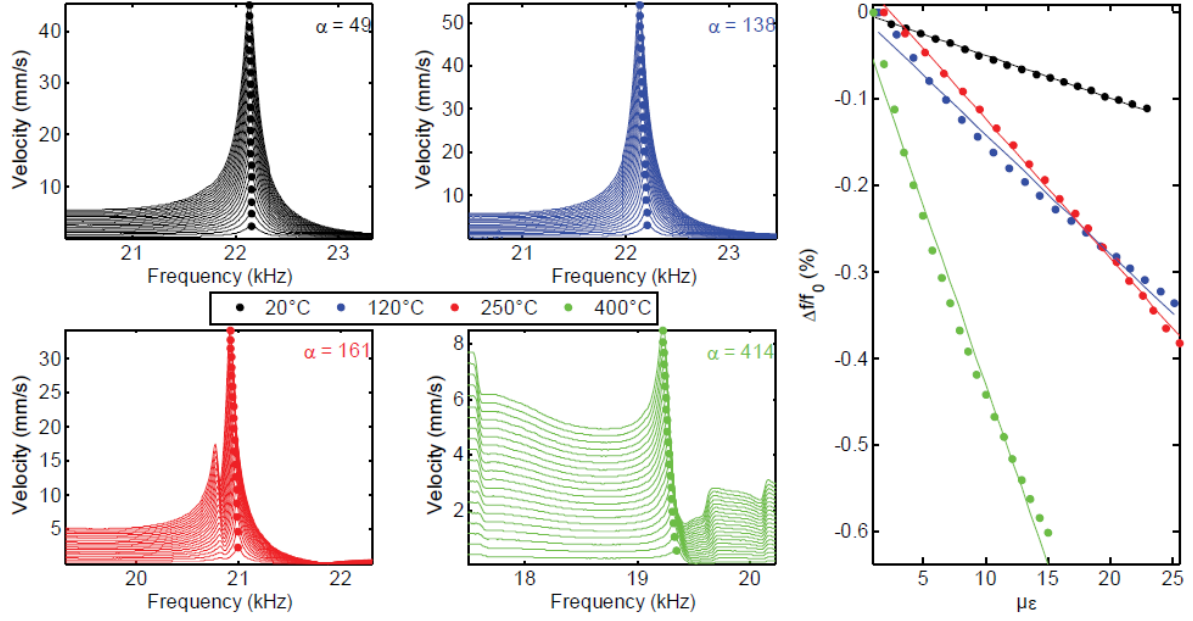 α = 49
Velocity (mm/s)
40
30
20
10
21
22
23
Frequency (kHz)
α = 138
Velocity (mm/s)
50
40
30
20
10
21
22
23
Frequency (kHz)
20°C 120°C 250°C 400°C
α = 161
Velocity (mm/s)
30
25
20
15
10
5
20
21
22
Frequency (kHz)
α = 414
Velocity (mm/s)
8
6
4
2
18
19
20
Frequency (kHz)
Δf/f0 (%)
0
-0.1
-0.2
-0.3
-0.4
-0.5
-0.6
5
10
15
20
25
με